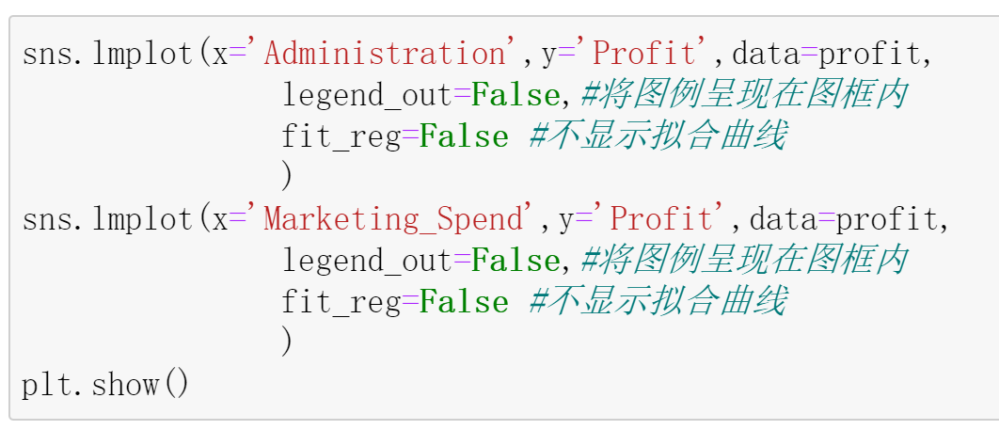 sns.lmplot(x='Administration',y='Profit',data=profit,
legend_out=False,#将图例呈现在图框内
fit_reg=False #不显示拟合曲线
)
sns.lmplot(x='Marketing_Spend',y='Profit',data=profit,
legend_out=False,#将图例呈现在图框内
fit_reg=False #不显示拟合曲线
)
plt.show()